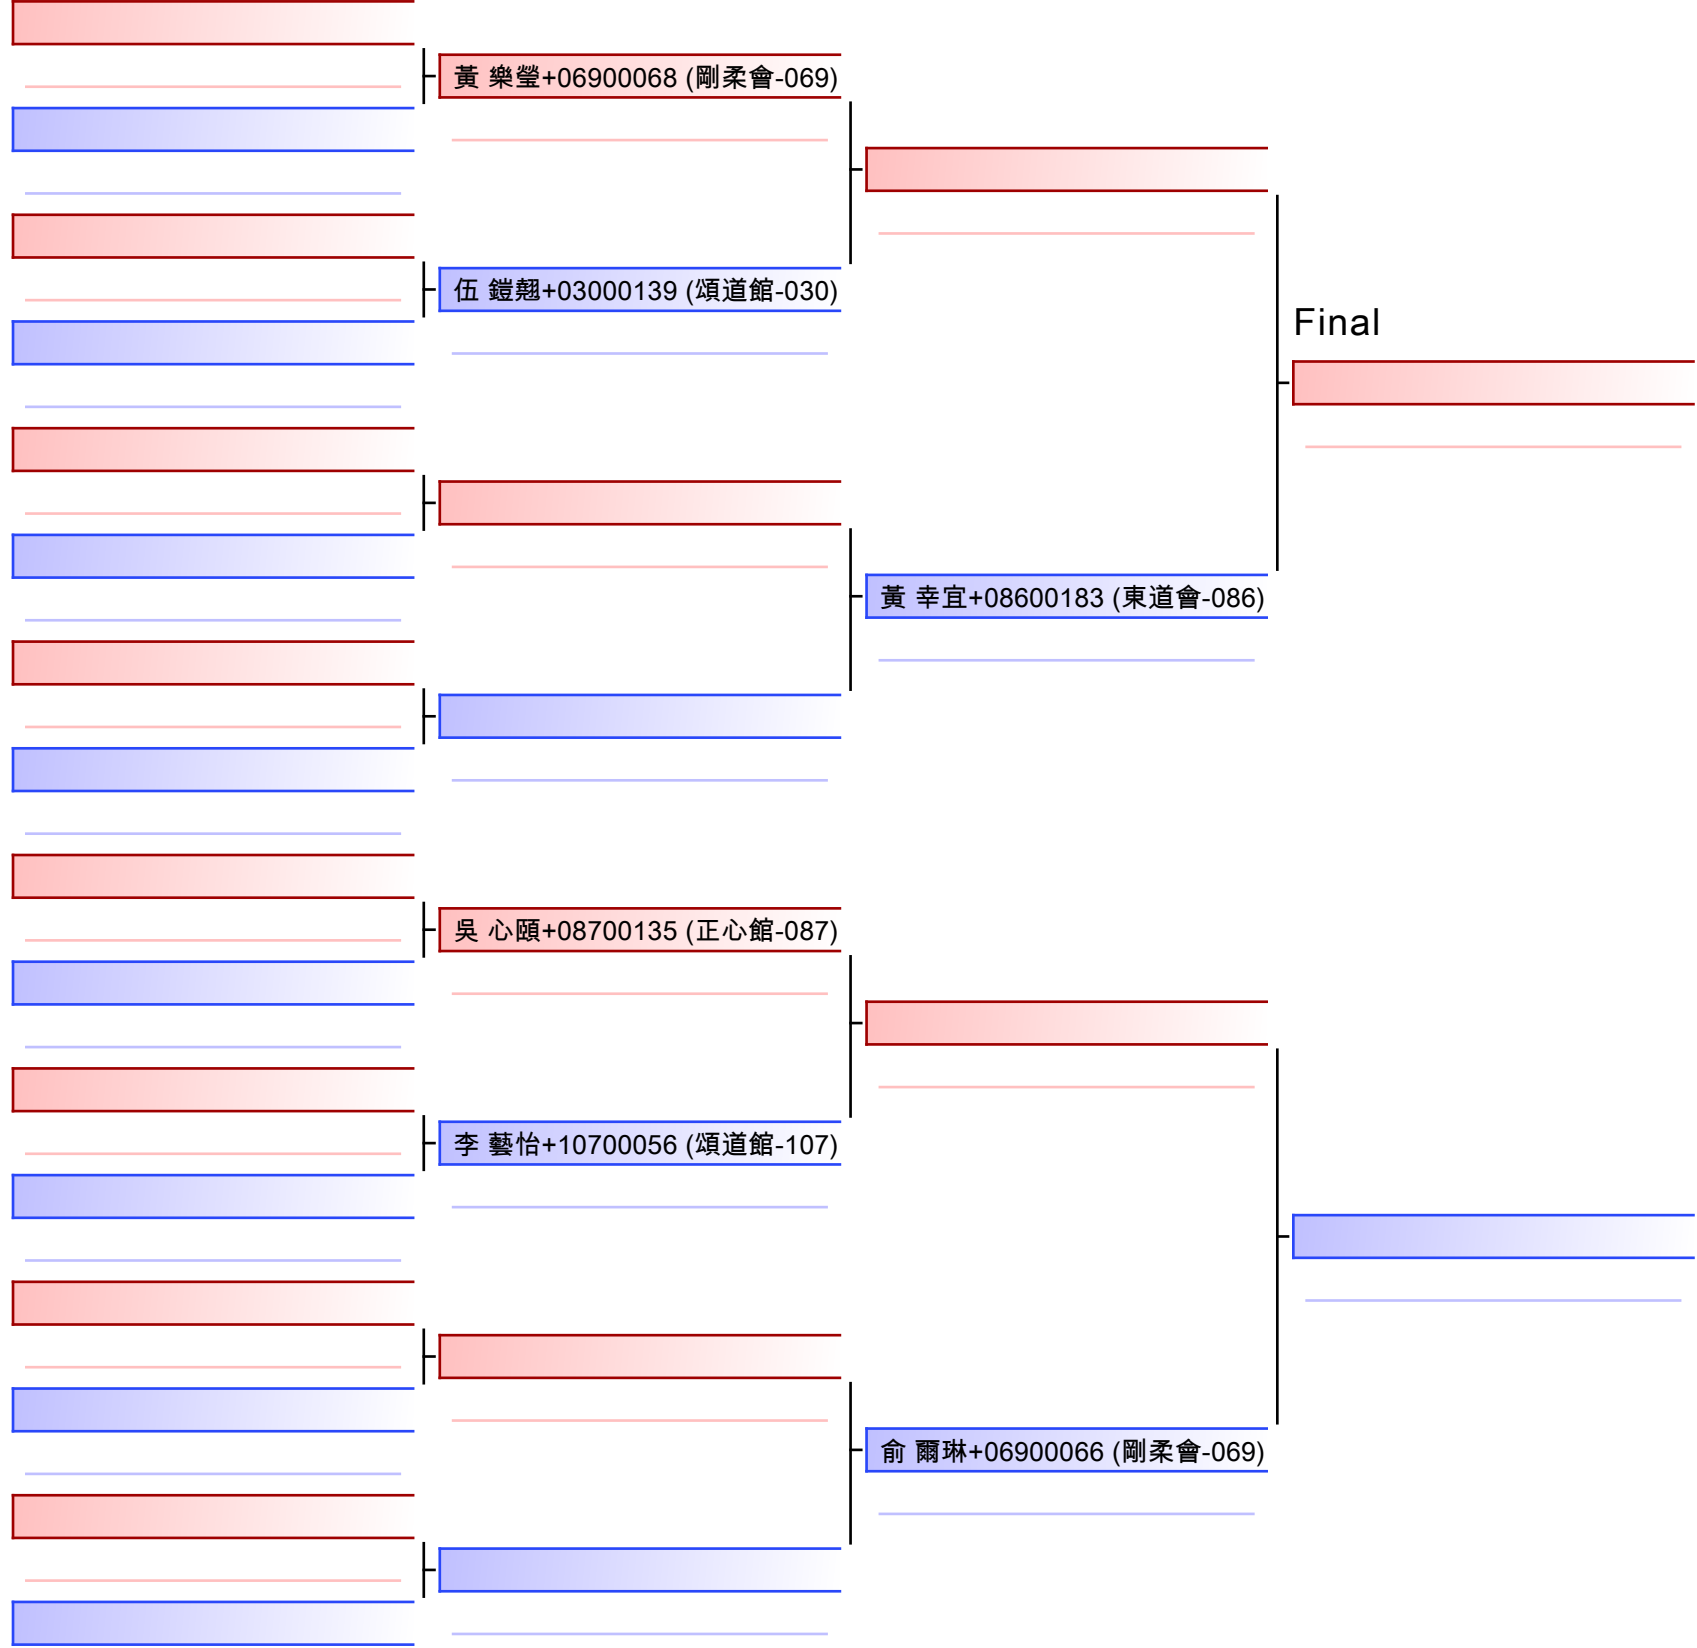 黃 樂瑩+06900068 (剛柔會-069)
伍 鎧翹+03000139 (頌道館-030)
Final
黃 幸宜+08600183 (東道會-086)
吳 心頤+08700135 (正心館-087)
李 藝怡+10700056 (頌道館-107)
俞 爾琳+06900066 (剛柔會-069)